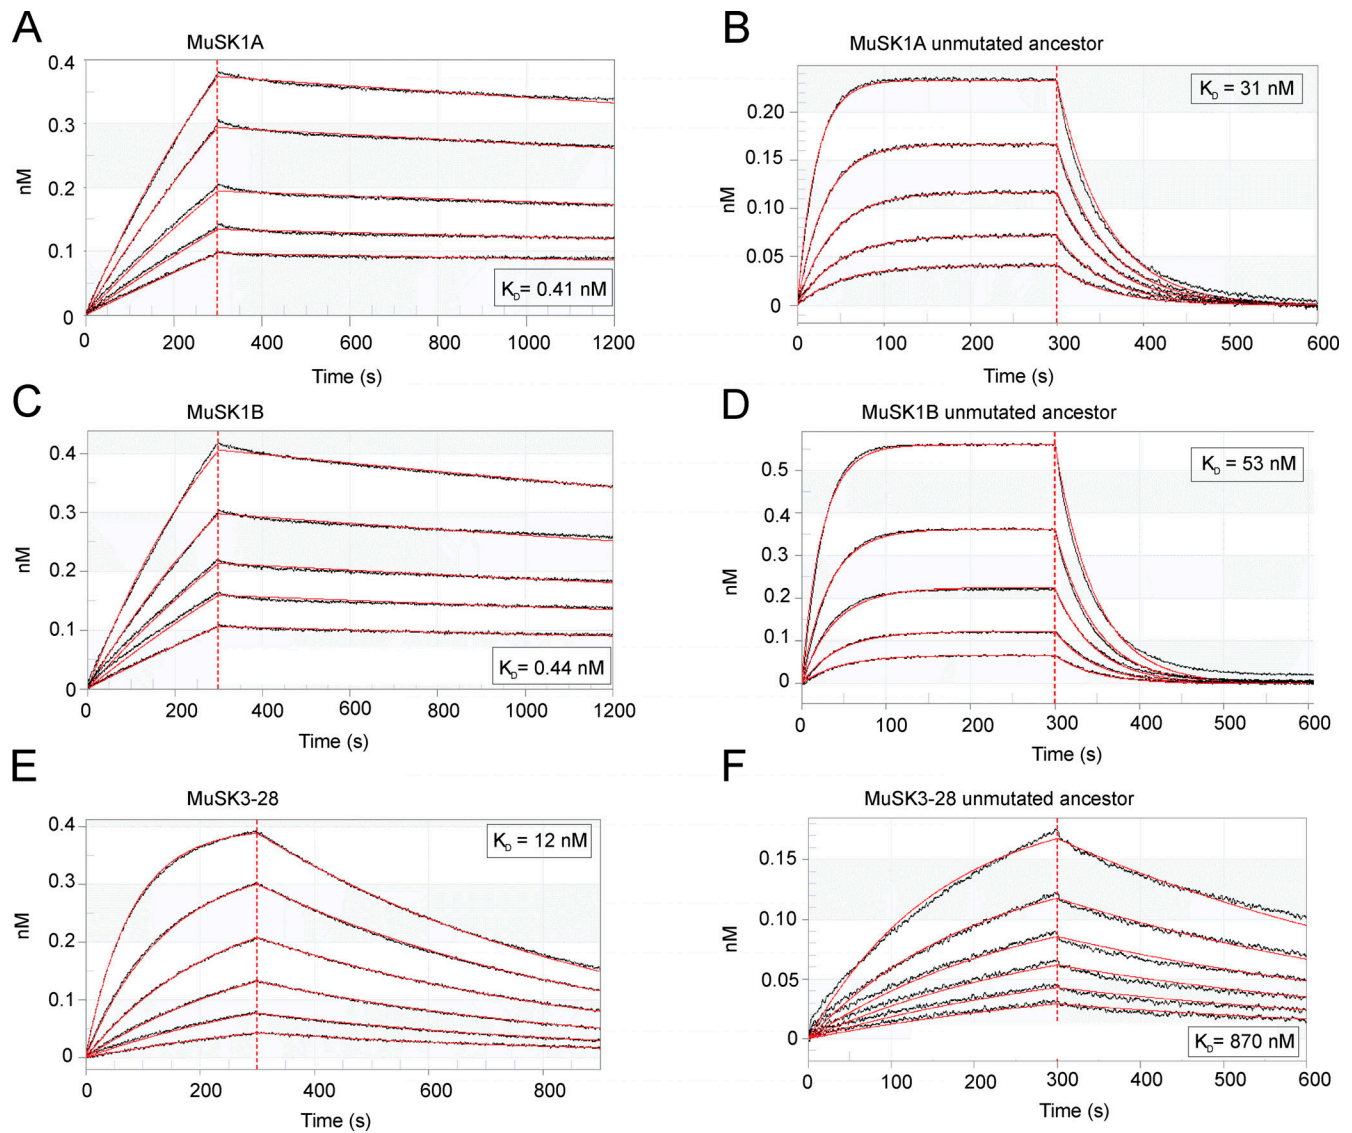 A
MuSK1A
0.4
0.3
0.2
0.1
0
nM
K_D= 0.41 nM
0 200 400 600 800 1000 1200
Time (s)
B
MuSK1A unmutated ancestor
K_D = 31 nM
0.20
0.15
0.10
0.05
0
nM
0 100 200 300 400 500 600
Time (s)
C
MuSK1B
0.4
0.3
0.2
0.1
0
nM
K_D= 0.44 nM
0 200 400 600 800 1000 1200
Time (s)
D
MuSK1B unmutated ancestor
K_D = 53 nM
0.5
0.4
0.3
0.2
0.1
0
nM
0 100 200 300 400 500 600
Time (s)
E
MuSK3-28
0.4
K_D = 12 nM
0.3
0.2
0.1
0
nM
0 200 400 600 800
Time (s)
F
MuSK3-28 unmutated ancestor
0.15
0.10
0.05
0
nM
K_D = 870 nM
0 100 200 300 400 500 600
Time (s)